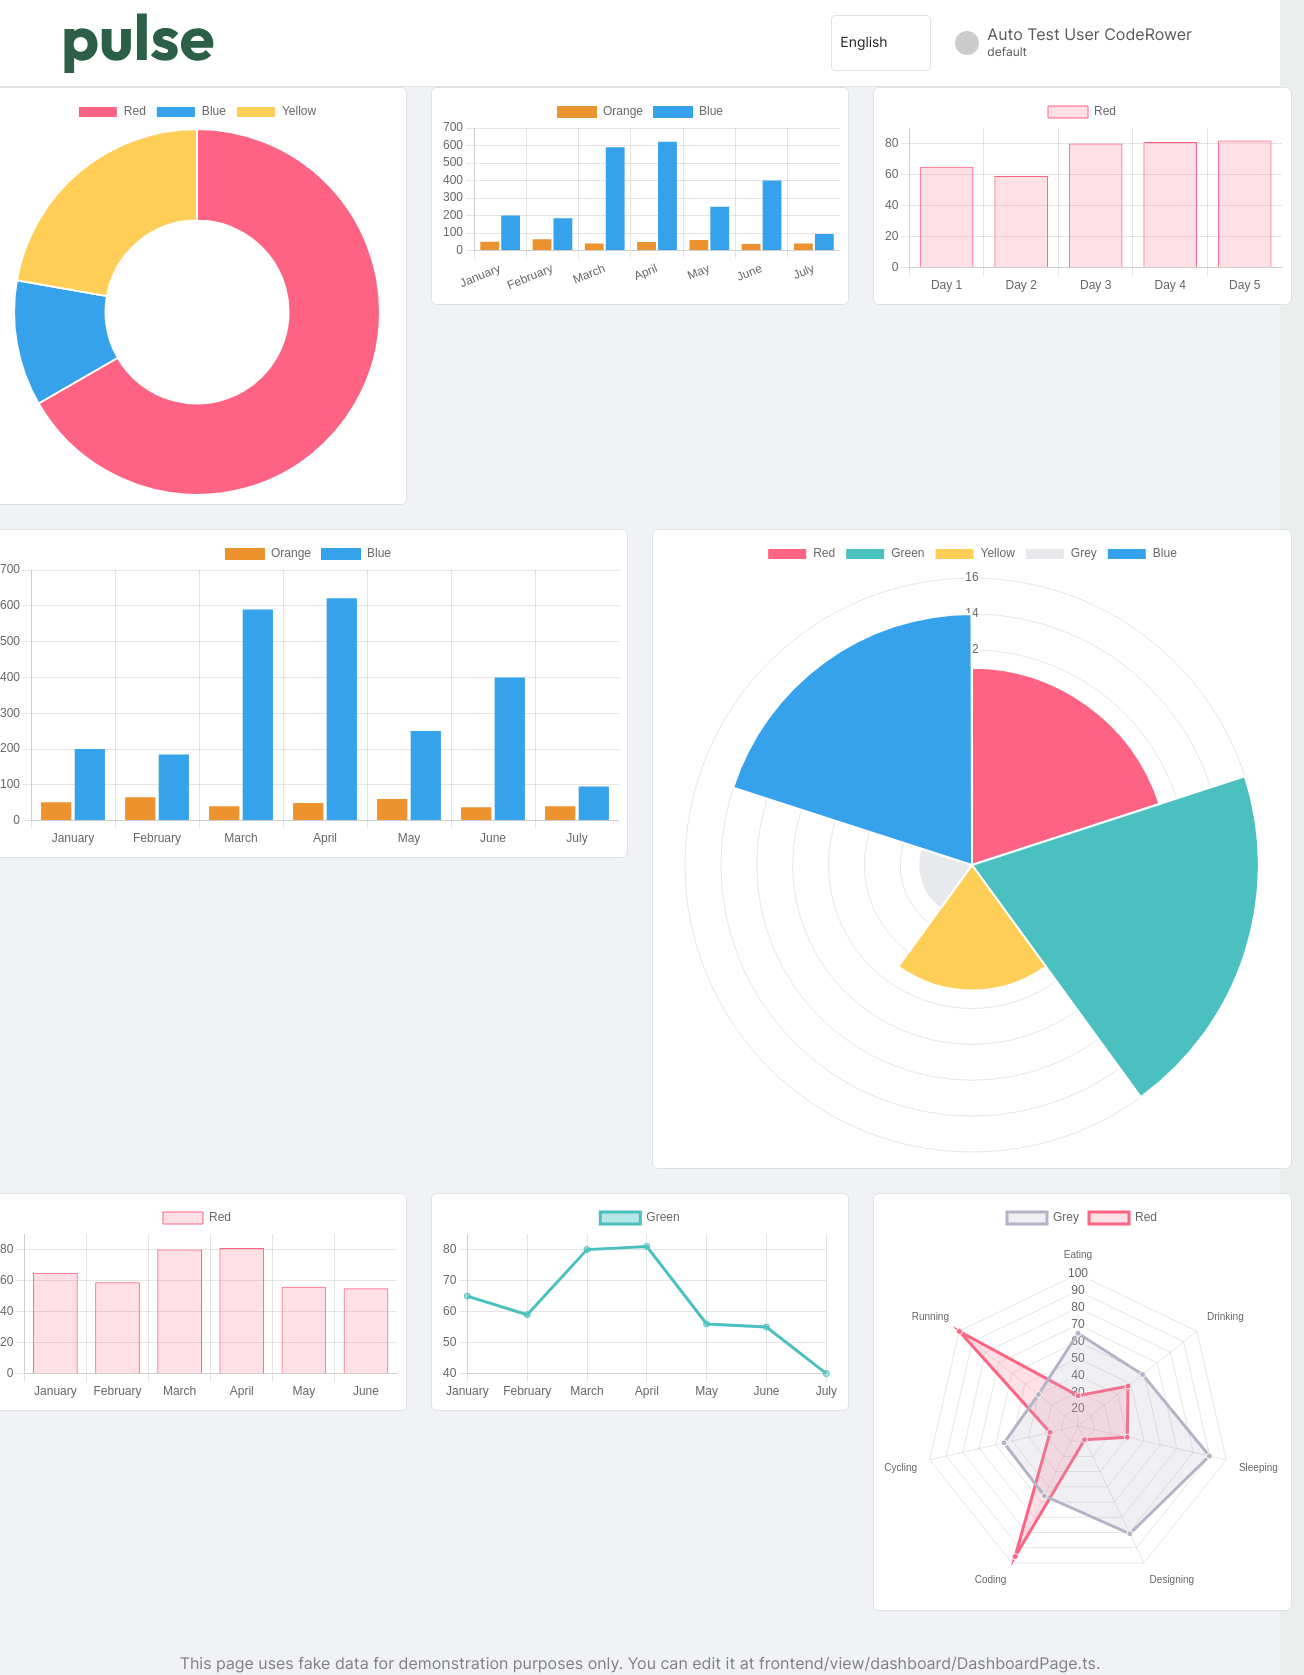 pulse
English
Auto Test User CodeRower
default
Red Blue Yellow
Orange Blue
700
600
500
400
300
200
100
0
January February March April May June July
Red
80
60
40
20
0
Day 1 Day 2 Day 3 Day 4 Day 5
Orange Blue
700
600
500
400
300
200
100
0
January February March April May June July
Red Green Yellow Grey Blue
16
14
2
Red
80
60
40
20
0
January February March April May June
Green
80
70
60
50
40
January February March April May June July
Grey Red
Eating
100
90
80
70
60
50
40
30
20
Running
Drinking
Cycling
Sleeping
Coding
Designing
This page uses fake data for demonstration purposes only. You can edit it at frontend/view/dashboard/DashboardPage.ts.